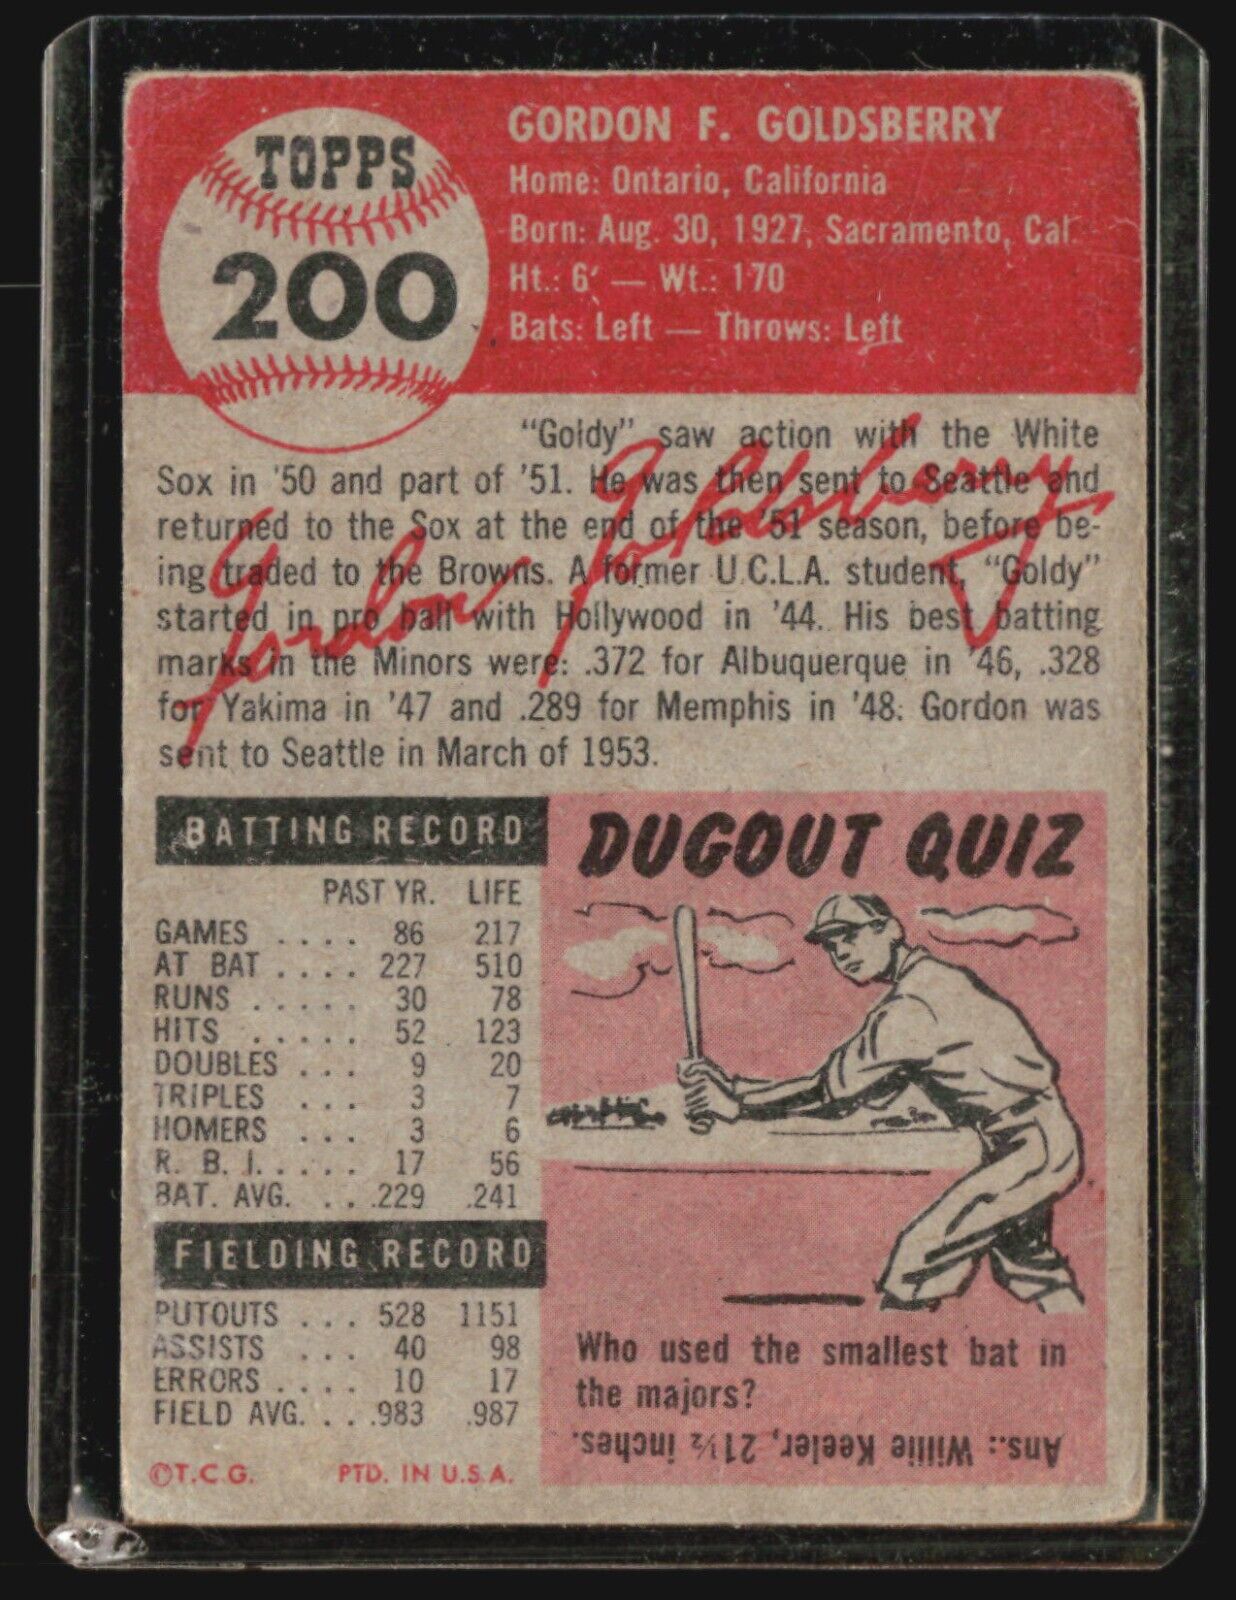 TOPPS
200
GORDON F. GOLDSBERRY
Home: Ontario, California
Born: Aug. 30, 1927, Sacramento, Cal.
Ht.: 6' — Wt.: 170
Bats: Left — Throws: Left
"Goldy" saw action with the White
Sox in '50 and part of '51. He was then sent to Seattle and
returned to the Sox at the end of the '51 season, before be-
ing traded to the Browns. A former U.C.L.A. student, "Goldy"
started in pro ball with Hollywood in '44. His best batting
marks in the Minors were: .372 for Albuquerque in '46, .328
for Yakima in '47 and .289 for Memphis in '48. Gordon was
sent to Seattle in March of 1953.
Gordon Goldsberry
BATTING RECORD
PAST YR. LIFE
GAMES . . . . 86 217
AT BAT . . . . 227 510
RUNS . . . . . 30 78
HITS . . . . . 52 123
DOUBLES . . . 9 20
TRIPLES . . . 3 7
HOMERS . . . 3 6
R. B. I. . . . . 17 56
BAT. AVG. . . . .229 .241
FIELDING RECORD
PUTOUTS . . . 528 1151
ASSISTS . . . 40 98
ERRORS . . . . 10 17
FIELD AVG. . . .983 .987
©T.C.G. PTD. IN U.S.A.
DUGOUT QUIZ
Who used the smallest bat in
the majors?
Ans.: Willie Keeler, 21½ inches.